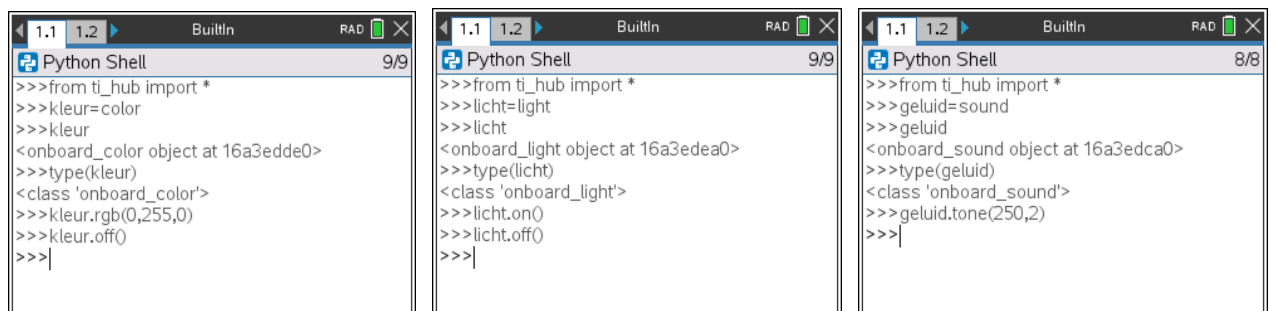 1.1 1.2 BuiltIn RAD
Python Shell 9/9
>>>from ti_hub import *
>>>kleur=color
>>>kleur
<onboard_color object at 16a3edde0>
>>>type(kleur)
<class 'onboard_color'>
>>>kleur.rgb(0,255,0)
>>>kleur.off()
>>>
1.1 1.2 BuiltIn RAD
Python Shell 9/9
>>>from ti_hub import *
>>>licht=light
>>>licht
<onboard_light object at 16a3edea0>
>>>type(licht)
<class 'onboard_light'>
>>>licht.on()
>>>licht.off()
>>>
1.1 1.2 BuiltIn RAD
Python Shell 8/8
>>>from ti_hub import *
>>>geluid=sound
>>>geluid
<onboard_sound object at 16a3edca0>
>>>type(geluid)
<class 'onboard_sound'>
>>>geluid.tone(250,2)
>>>